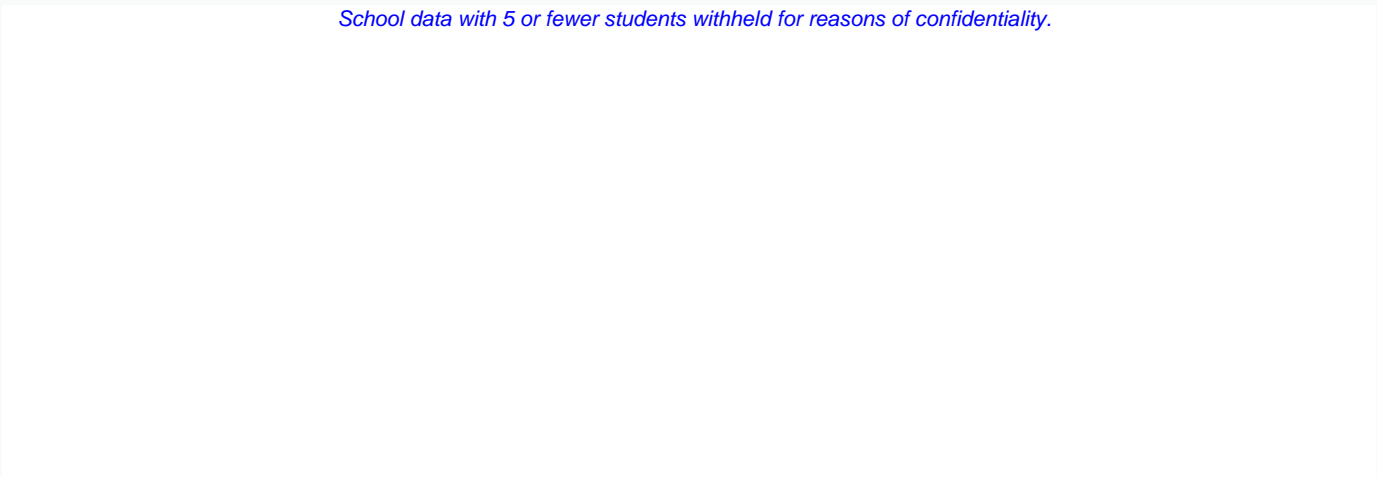 School data with 5 or fewer students withheld for reasons of confidentiality.